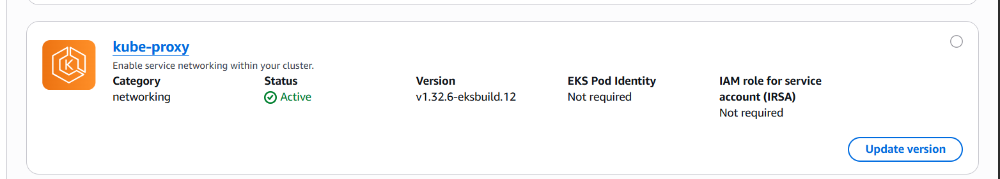 K
kube-proxy
Enable service networking within your cluster.
Category
networking
Status
Active
Version
v1.32.6-eksbuild.12
EKS Pod Identity
Not required
IAM role for service
account (IRSA)
Not required
Update version